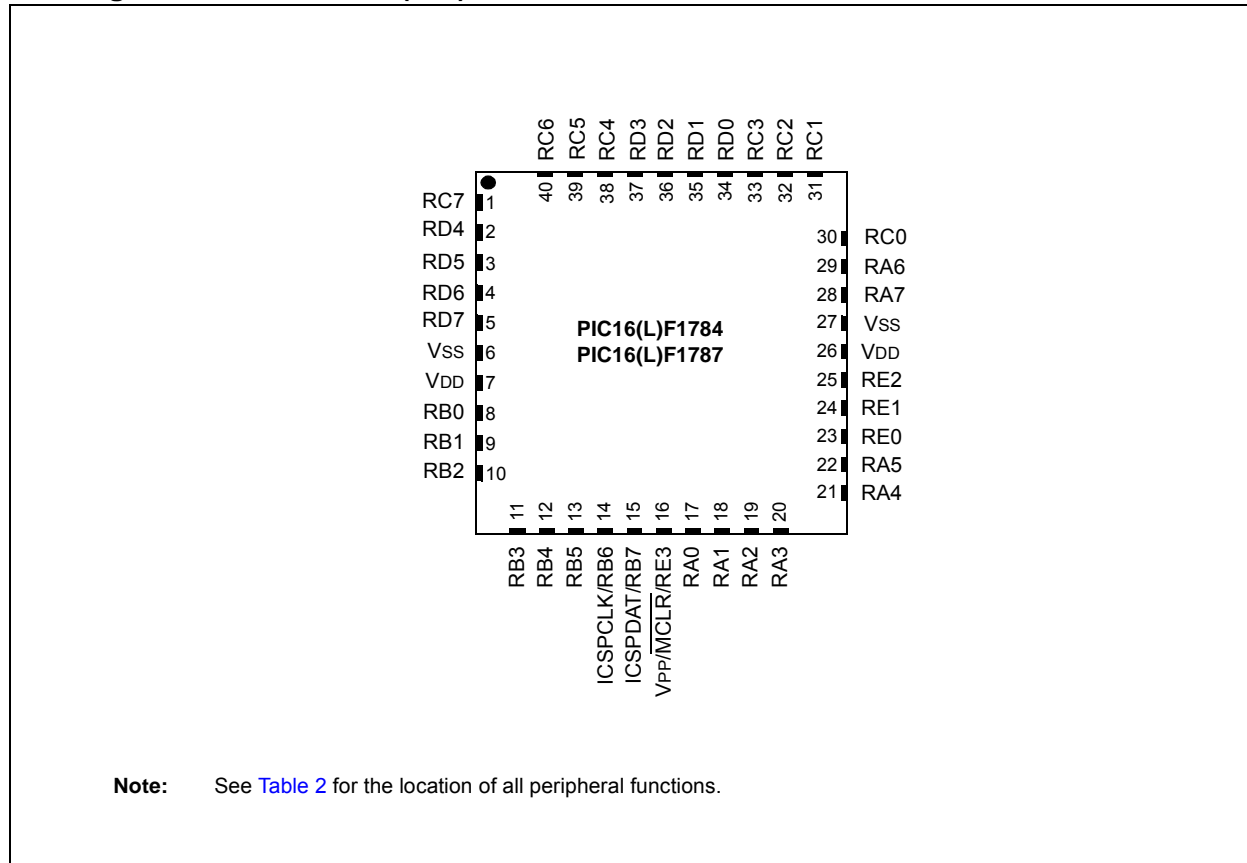 RC6
RC5
RC4
RD3
RD2
RD1
RD0
RC3
RC2
RC1
40
39
38
37
36
35
34
33
32
31
RC7 1
RD4 2
RD5 3
RD6 4
RD7 5
VSS 6
VDD 7
RB0 8
RB1 9
RB2 10
PIC16(L)F1784
PIC16(L)F1787
30 RC0
29 RA6
28 RA7
27 VSS
26 VDD
25 RE2
24 RE1
23 RE0
22 RA5
21 RA4
11
12
13
14
15
16
17
18
19
20
RB3
RB4
RB5
ICSPCLK/RB6
ICSPDAT/RB7
VPP/MCLR/RE3
RA0
RA1
RA2
RA3
Note: See Table 2 for the location of all peripheral functions.